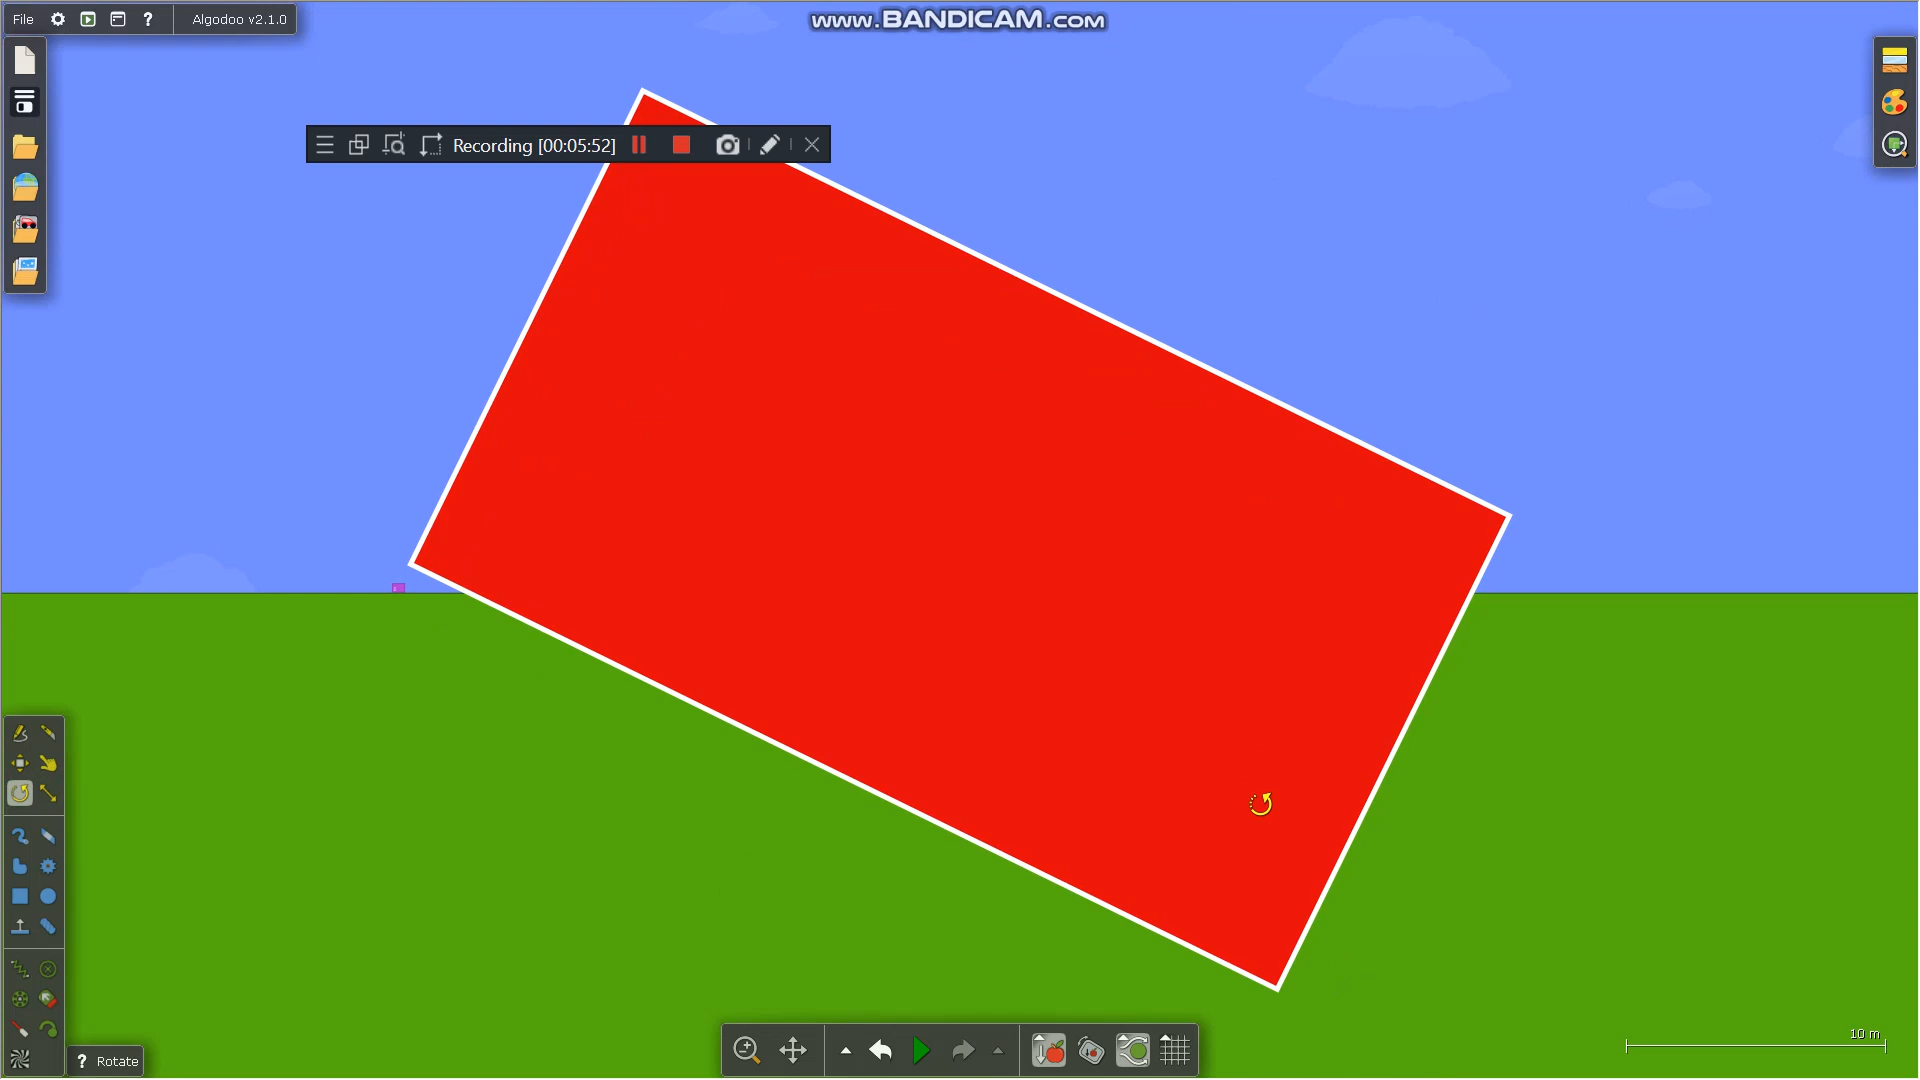 File ? Algodoo v2.1.0
www.BANDICAM.com
Recording [00:05:52]
10 m
? Rotate